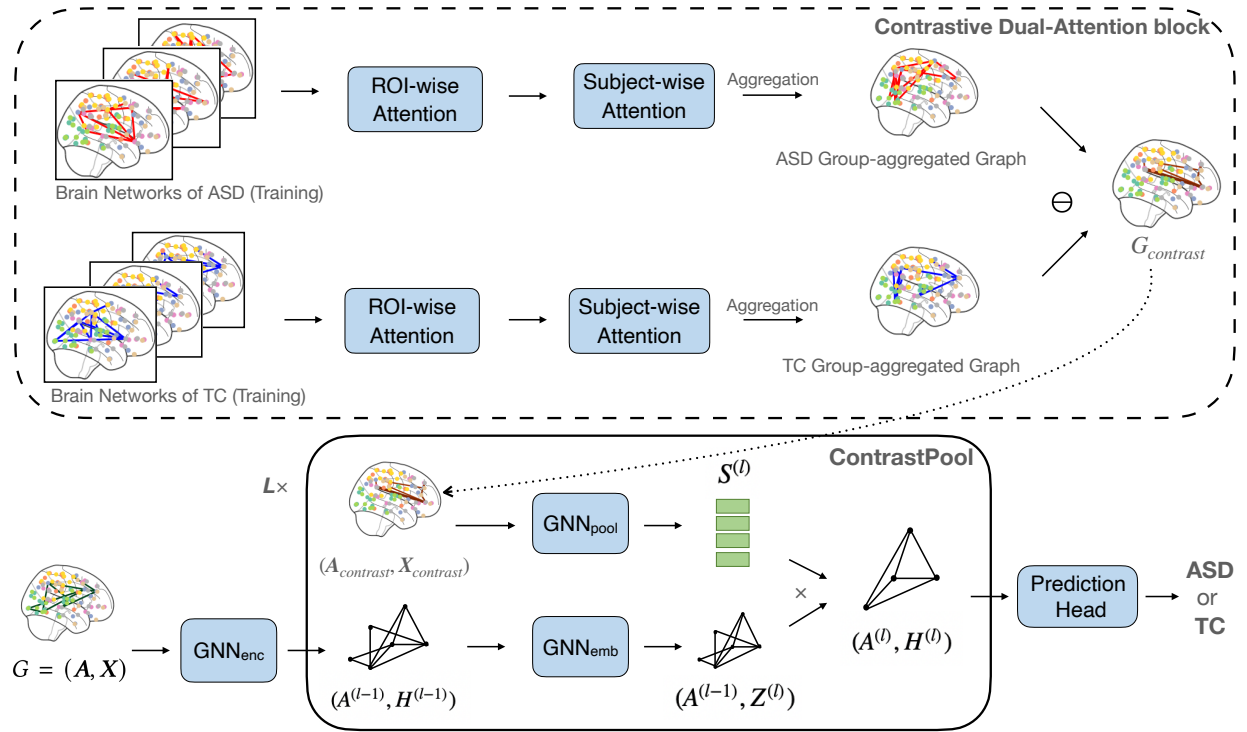 Contrastive Dual-Attention block
ROI-wise
Attention
Subject-wise
Attention
Aggregation
ASD Group-aggregated Graph
Brain Networks of ASD (Training)
⊖
G_contrast
ROI-wise
Attention
Subject-wise
Attention
Aggregation
TC Group-aggregated Graph
Brain Networks of TC (Training)
ContrastPool
L×
S^(l)
GNN_pool
(A_contrast, X_contrast)
×
G = (A, X)
GNN_enc
(A^(l−1), H^(l−1))
GNN_emb
(A^(l−1), Z^(l))
(A^(l), H^(l))
Prediction
Head
ASD
or
TC